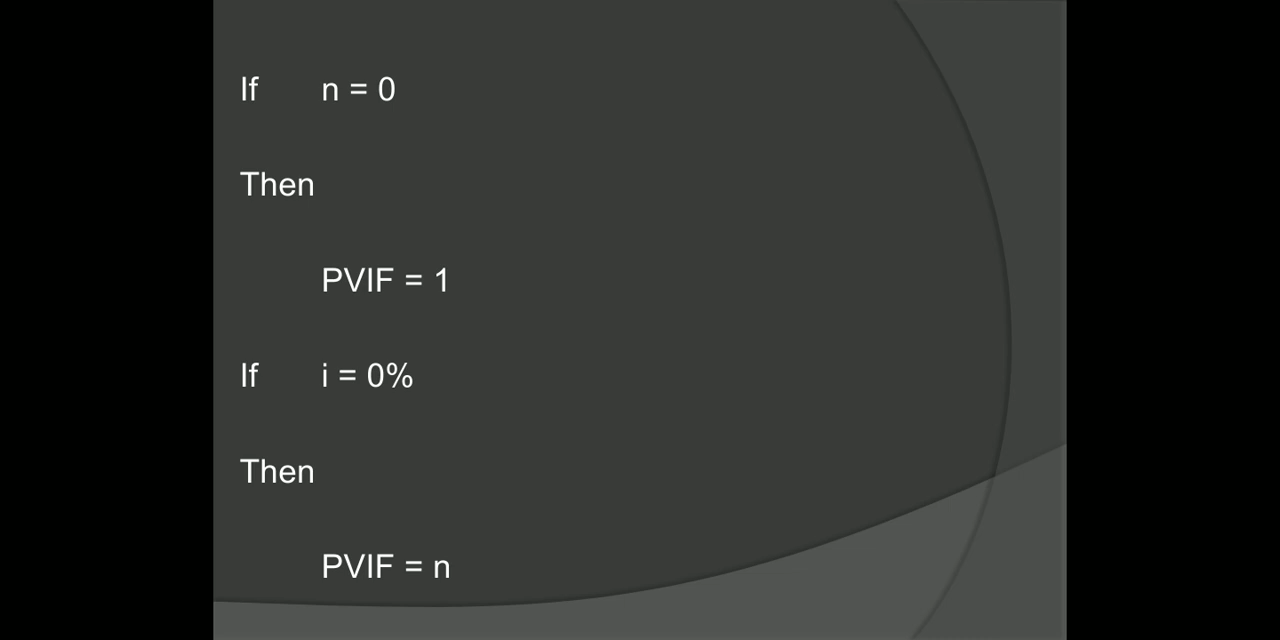 If n = 0
Then
PVIF = 1
If i = 0%
Then
PVIF = n